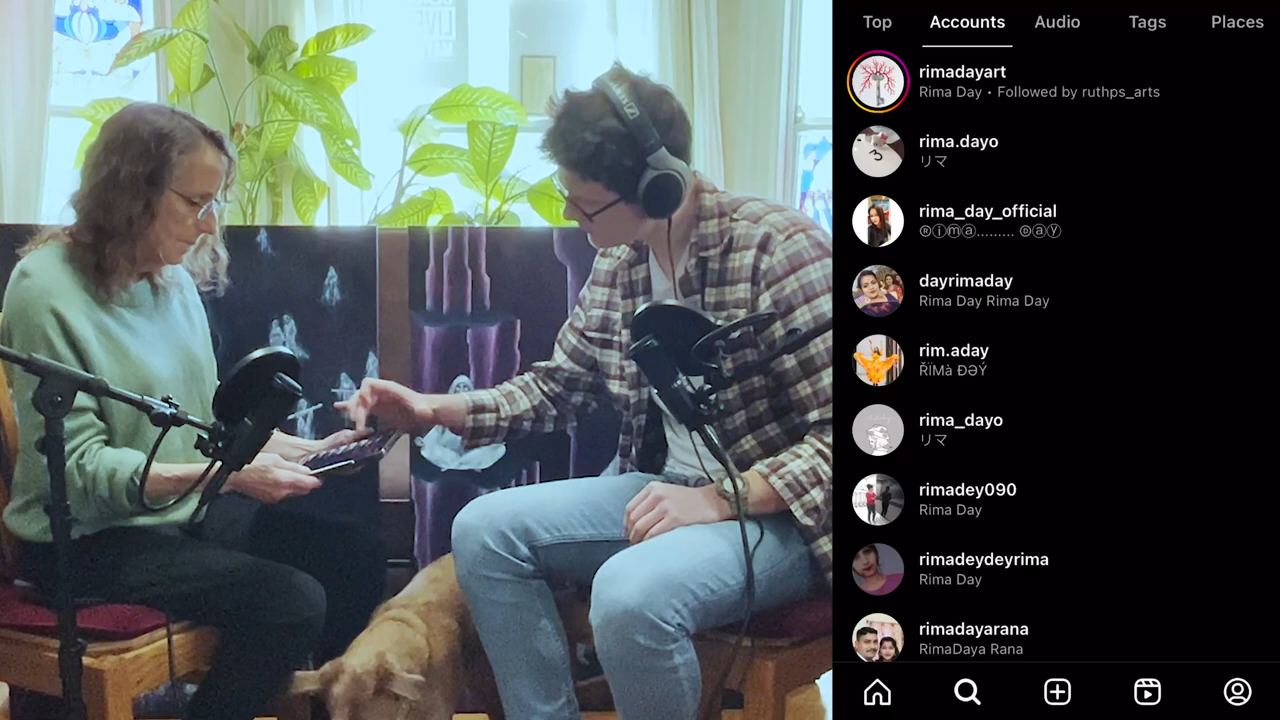 Top Accounts Audio Tags Places
rimadayart
Rima Day • Followed by ruthps_arts
rima.dayo
リマ
rima_day_official
Ⓡⓘⓜⓐ......... ⓓⓐⓨ
dayrimaday
Rima Day Rima Day
rim.aday
ŘÏMà ĐƏÝ
rima_dayo
リマ
rimadey090
Rima Day
rimadeydeyrima
Rima Day
rimadayarana
RimaDaya Rana